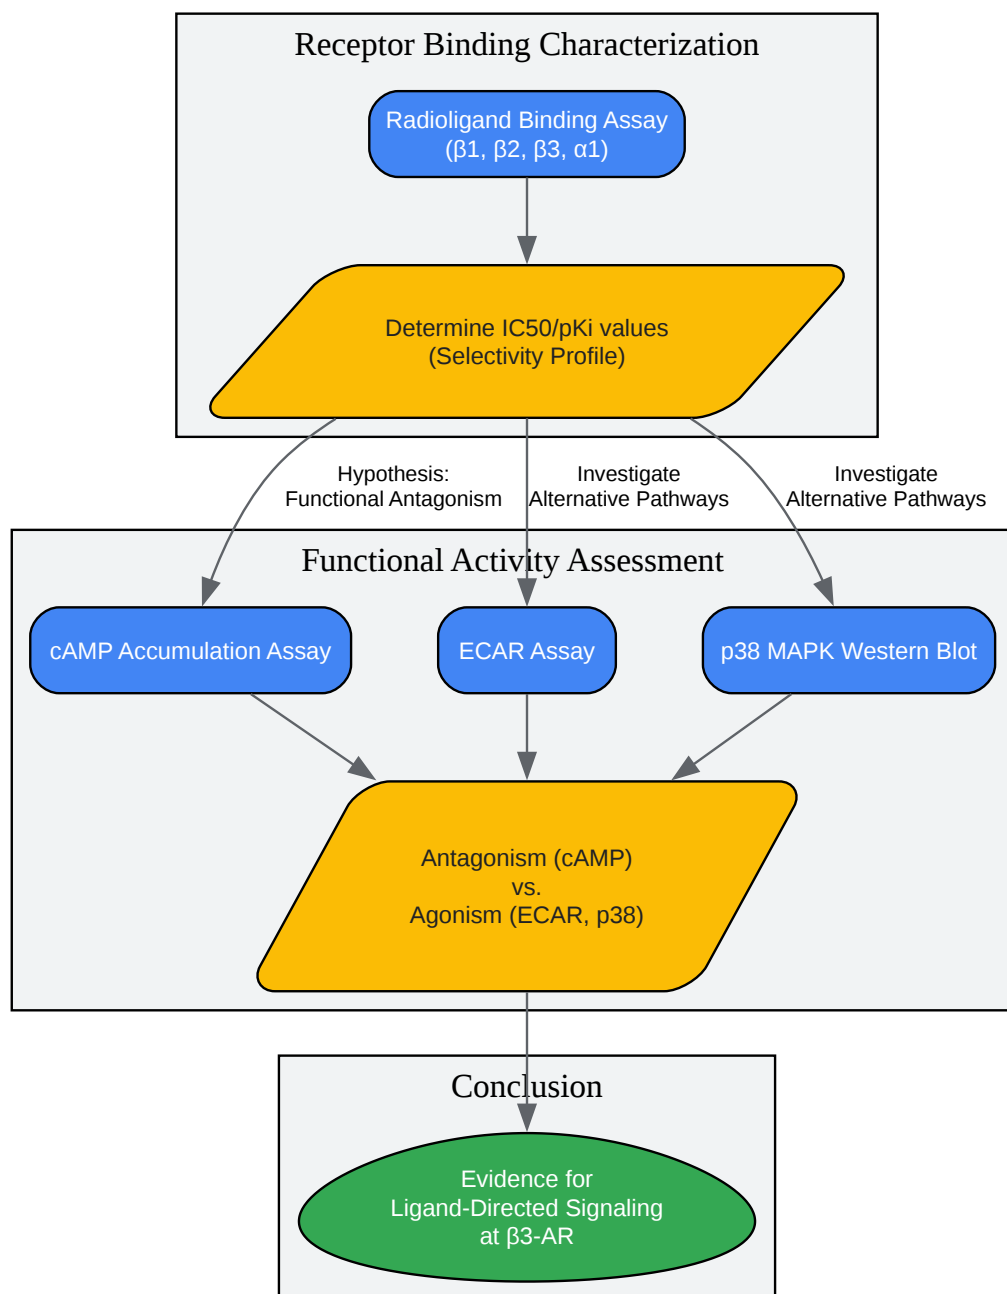 Receptor Binding Characterization
Radioligand Binding Assay
(β1, β2, β3, α1)
Determine IC50/pKi values
(Selectivity Profile)
Hypothesis:
Functional Antagonism
Investigate
Alternative Pathways
Investigate
Alternative Pathways
Functional Activity Assessment
cAMP Accumulation Assay
ECAR Assay
p38 MAPK Western Blot
Antagonism (cAMP)
vs.
Agonism (ECAR, p38)
Conclusion
Evidence for
Ligand-Directed Signaling
at β3-AR